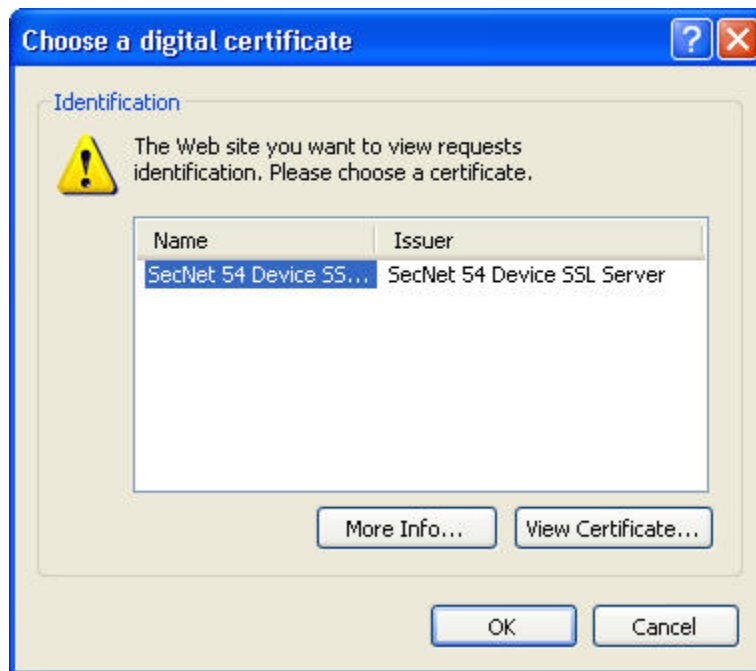 Choose a digital certificate
?
X
Identification
The Web site you want to view requests
identification. Please choose a certificate.
Name Issuer
SecNet 54 Device SS... SecNet 54 Device SSL Server
More Info... View Certificate...
OK Cancel